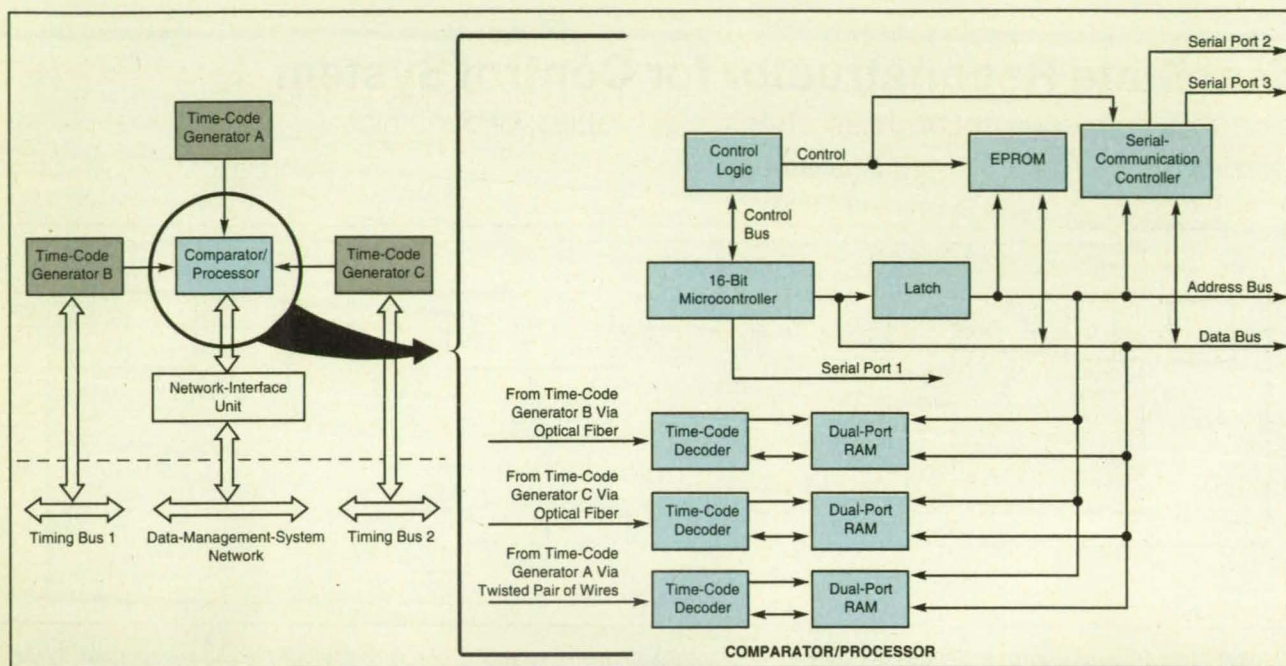 Time-Code
Generator A
Time-Code
Generator B
Comparator/
Processor
Time-Code
Generator C
Network-Interface
Unit
Timing Bus 1
Data-Management-System
Network
Timing Bus 2
Serial Port 2
Serial Port 3
Control
Logic
Control
EPROM
Serial-
Communication
Controller
Control
Bus
16-Bit
Microcontroller
Latch
Address Bus
Data Bus
Serial Port 1
From Time-Code
Generator B Via
Optical Fiber
Time-Code
Decoder
Dual-Port
RAM
From Time-Code
Generator C Via
Optical Fiber
Time-Code
Decoder
Dual-Port
RAM
From Time-Code
Generator A Via
Twisted Pair of Wires
Time-Code
Decoder
Dual-Port
RAM
COMPARATOR/PROCESSOR